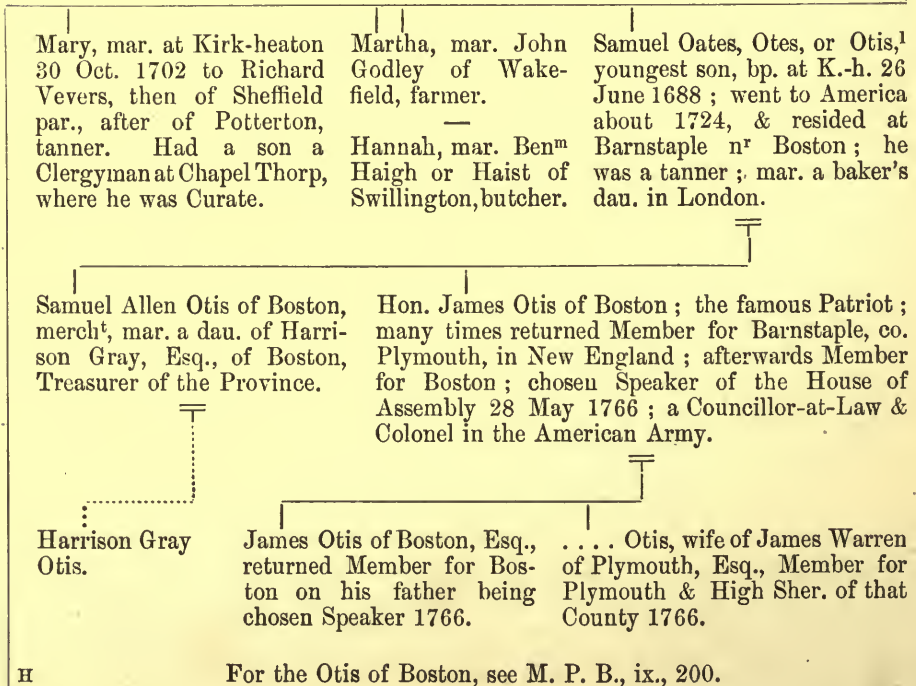 Mary, mar. at Kirk-heaton
30 Oct. 1702 to Richard
Vevers, then of Sheffield
par., after of Potterton,
tanner. Had a son a
Clergyman at Chapel Thorp,
where he was Curate.
Martha, mar. John
Godley of Wake-
field, farmer.
—
Hannah, mar. Benᵐ
Haigh or Haist of
Swillington, butcher.
Samuel Oates, Otes, or Otis,¹
youngest son, bp. at K.-h. 26
June 1688 ; went to America
about 1724, & resided at
Barnstaple nʳ Boston ; he
was a tanner ; mar. a baker's
dau. in London.
Samuel Allen Otis of Boston,
merchᵗ, mar. a dau. of Harri-
son Gray, Esq., of Boston,
Treasurer of the Province.
Hon. James Otis of Boston ; the famous Patriot ;
many times returned Member for Barnstaple, co.
Plymouth, in New England ; afterwards Member
for Boston ; chosen Speaker of the House of
Assembly 28 May 1766 ; a Councillor-at-Law &
Colonel in the American Army.
Harrison Gray
Otis.
James Otis of Boston, Esq.,
returned Member for Bos-
ton on his father being
chosen Speaker 1766.
. . . . Otis, wife of James Warren
of Plymouth, Esq., Member for
Plymouth & High Sher. of that
County 1766.
H For the Otis of Boston, see M. P. B., ix., 200.